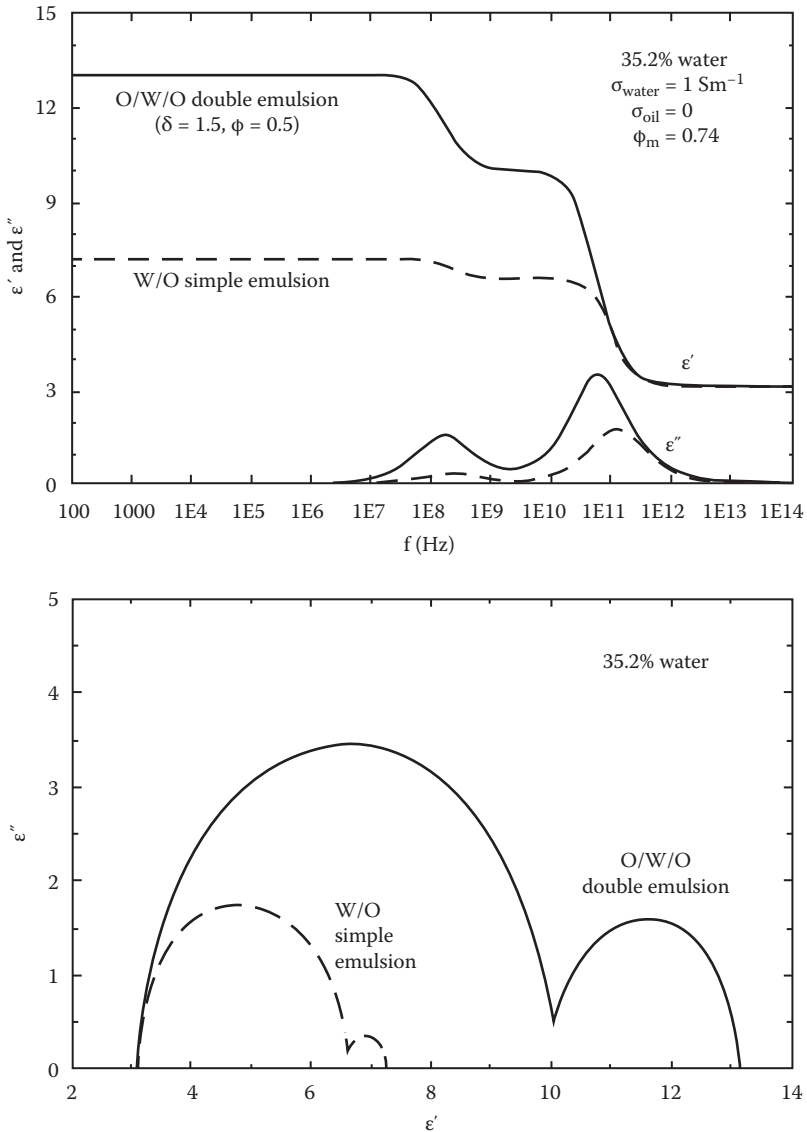 15
12
9
6
3
0
ε′ and ε″
O/W/O double emulsion
(δ = 1.5, ϕ = 0.5)
35.2% water
σwater = 1 Sm−1
σoil = 0
ϕm = 0.74
W/O simple emulsion
ε′
ε″
100 1000 1E4 1E5 1E6 1E7 1E8 1E9 1E10 1E11 1E12 1E13 1E14
f (Hz)
5
4
3
2
1
0
ε″
35.2% water
O/W/O
double emulsion
W/O
simple
emulsion
2 4 6 8 10 12 14
ε′